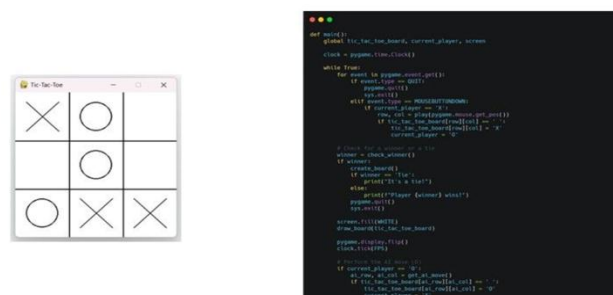 Tic-Tac-Toe
def main():
global tic_tac_toe_board, current_player, screen
clock = pygame.time.Clock()
while True:
for event in pygame.event.get():
if event.type == QUIT:
pygame.quit()
sys.exit()
elif event.type == MOUSEBUTTONDOWN:
if current_player == 'X':
row, col = play(pygame.mouse.get_pos())
if tic_tac_toe_board[row][col] == ' ':
tic_tac_toe_board[row][col] = 'X'
current_player = 'O'
# Check for a winner or a tie
winner = check_winner()
if winner:
create_board()
if winner == 'Tie':
print("It's a tie!")
else:
print(f"Player {winner} wins!")
pygame.quit()
sys.exit()
screen.fill(WHITE)
draw_board(tic_tac_toe_board)
pygame.display.flip()
clock.tick(FPS)
# Perform the AI move (O)
if current_player == 'O':
ai_row, ai_col = get_ai_move()
if tic_tac_toe_board[ai_row][ai_col] == ' ':
tic_tac_toe_board[ai_row][ai_col] = 'O'